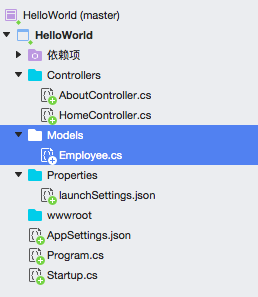 HelloWorld (master)
HelloWorld
依赖项
Controllers
AboutController.cs
HomeController.cs
Models
Employee.cs
Properties
launchSettings.json
wwwroot
AppSettings.json
Program.cs
Startup.cs